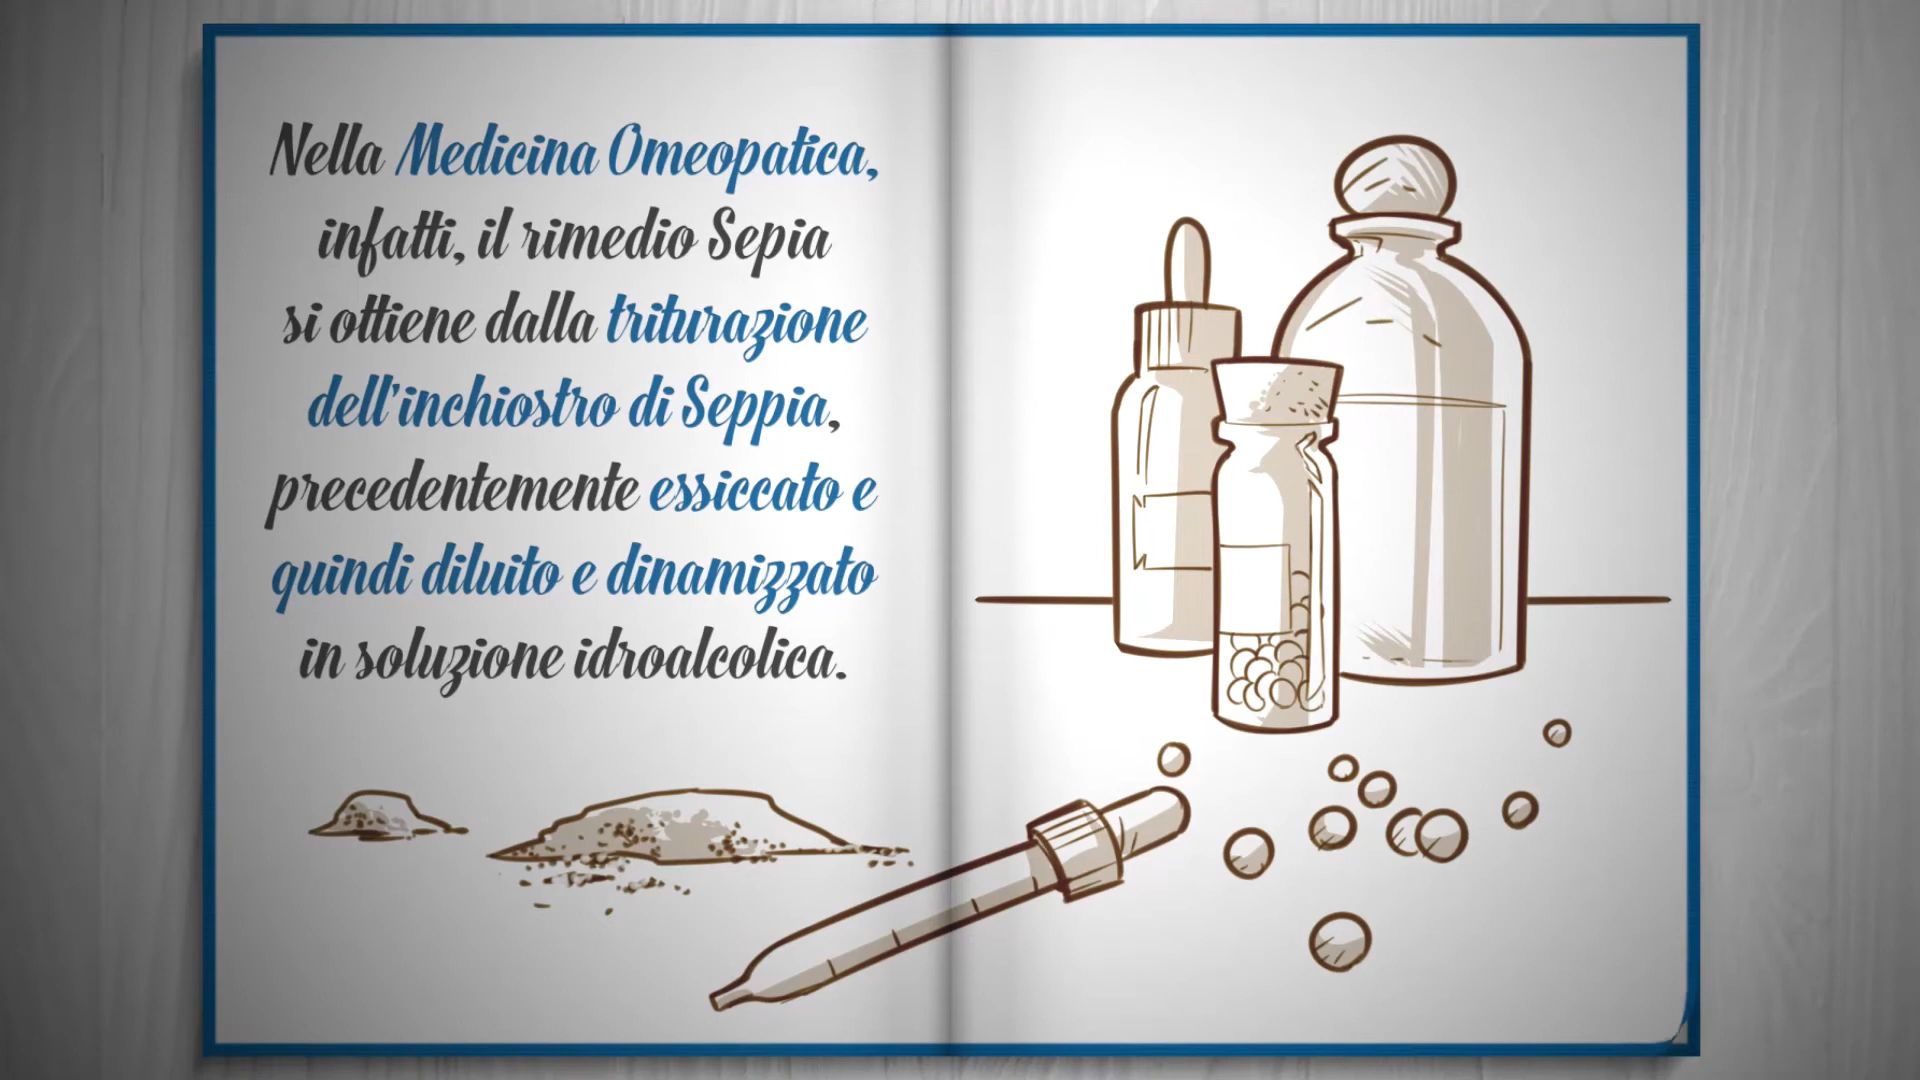 Nella Medicina Omeopatica,
infatti, il rimedio Sepia
si ottiene dalla triturazione
dell'inchiostro di Seppia,
precedentemente essiccato e
quindi diluito e dinamizzato
in soluzione idroalcolica.